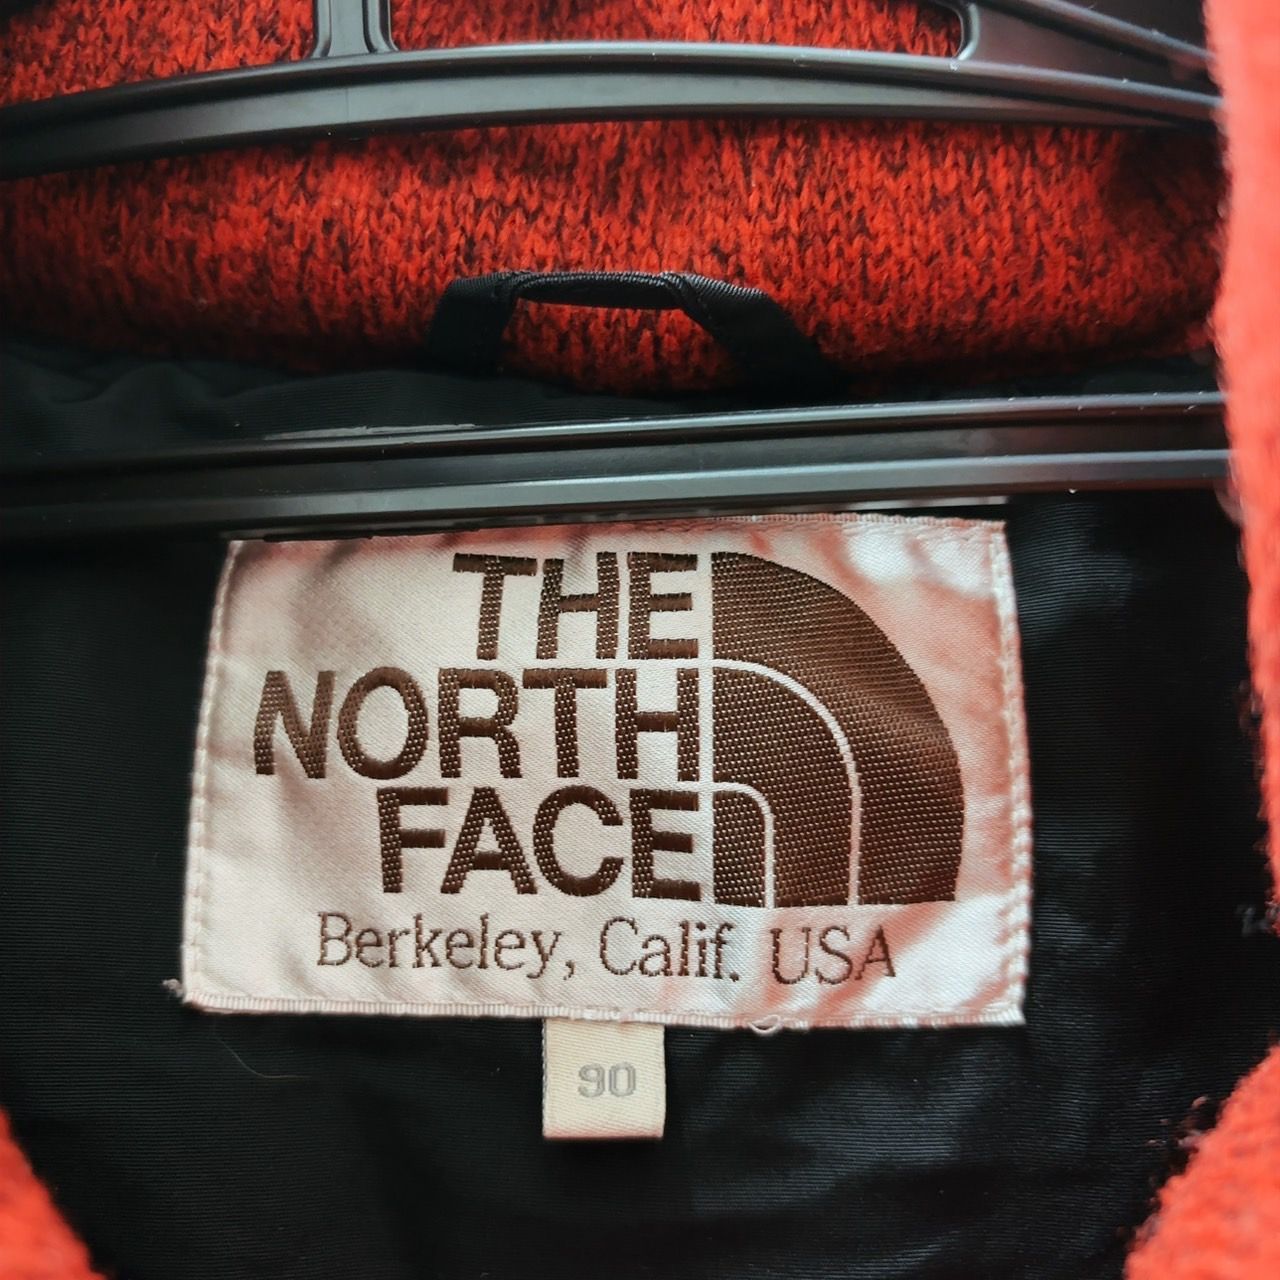 THE
NORTH
FACE
Berkeley, Calif. USA
90